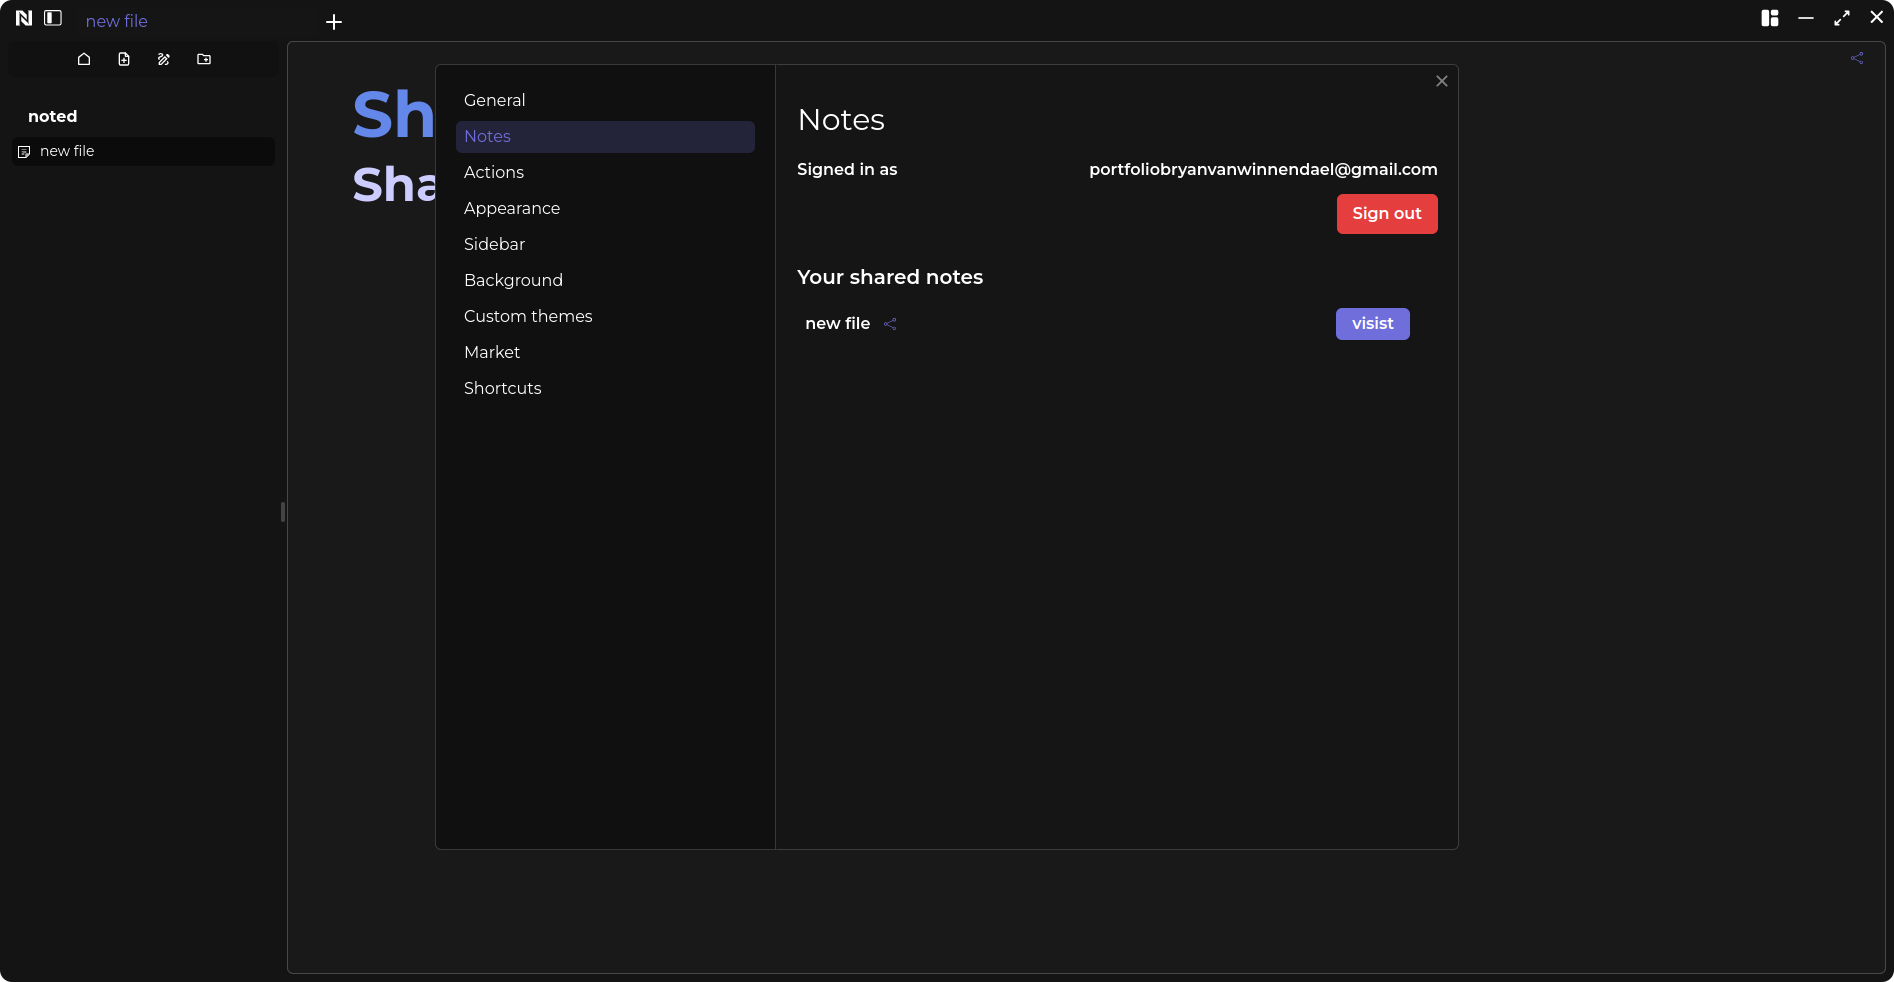 new file
noted
new file
Sh
Sha
General
Notes
Actions
Appearance
Sidebar
Background
Custom themes
Market
Shortcuts
Notes
Signed in as portfoliobryanvanwinnendael@gmail.com
Sign out
Your shared notes
new file visist